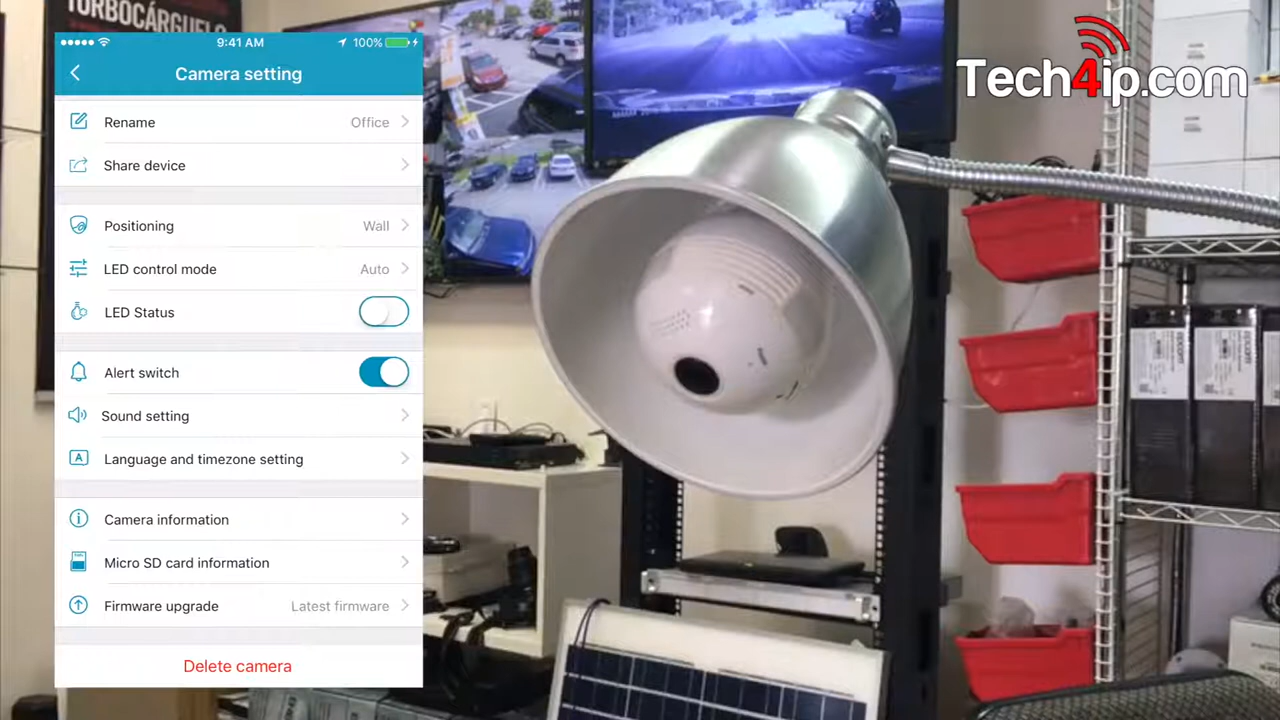 TURBOCÁRGUELO
9:41 AM
100%
Camera setting
Rename Office
Share device
Positioning Wall
LED control mode Auto
LED Status
Alert switch
Sound setting
Language and timezone setting
Camera information
Micro SD card information
Firmware upgrade Latest firmware
Delete camera
Tech4ip.com
epcom
epcom